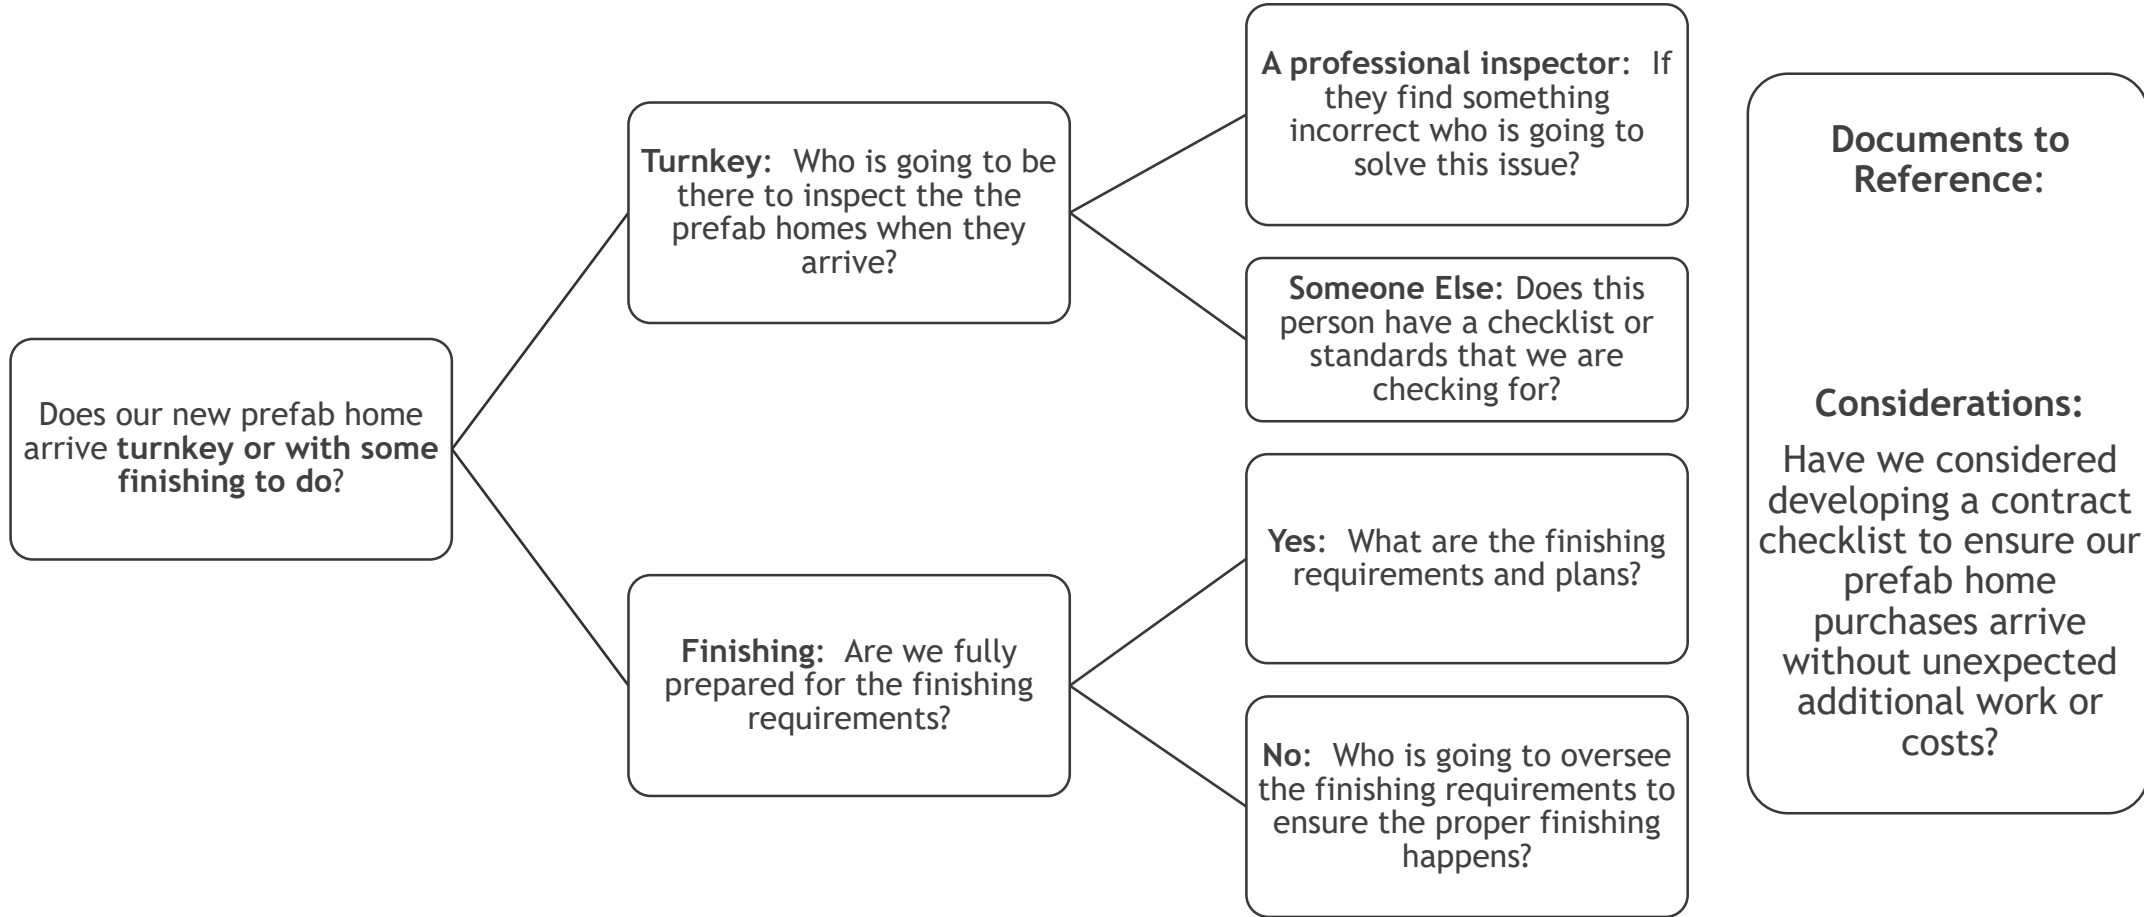 Does our new prefab home
arrive turnkey or with some
finishing to do?
Turnkey:  Who is going to be
there to inspect the the
prefab homes when they
arrive?
A professional inspector:  If
they find something
incorrect who is going to
solve this issue?
Someone Else: Does this
person have a checklist or
standards that we are
checking for?
Finishing:  Are we fully
prepared for the finishing
requirements?
Yes:  What are the finishing
requirements and plans?
No:  Who is going to oversee
the finishing requirements to
ensure the proper finishing
happens?
Documents to
Reference:
Considerations:
Have we considered
developing a contract
checklist to ensure our
prefab home
purchases arrive
without unexpected
additional work or
costs?